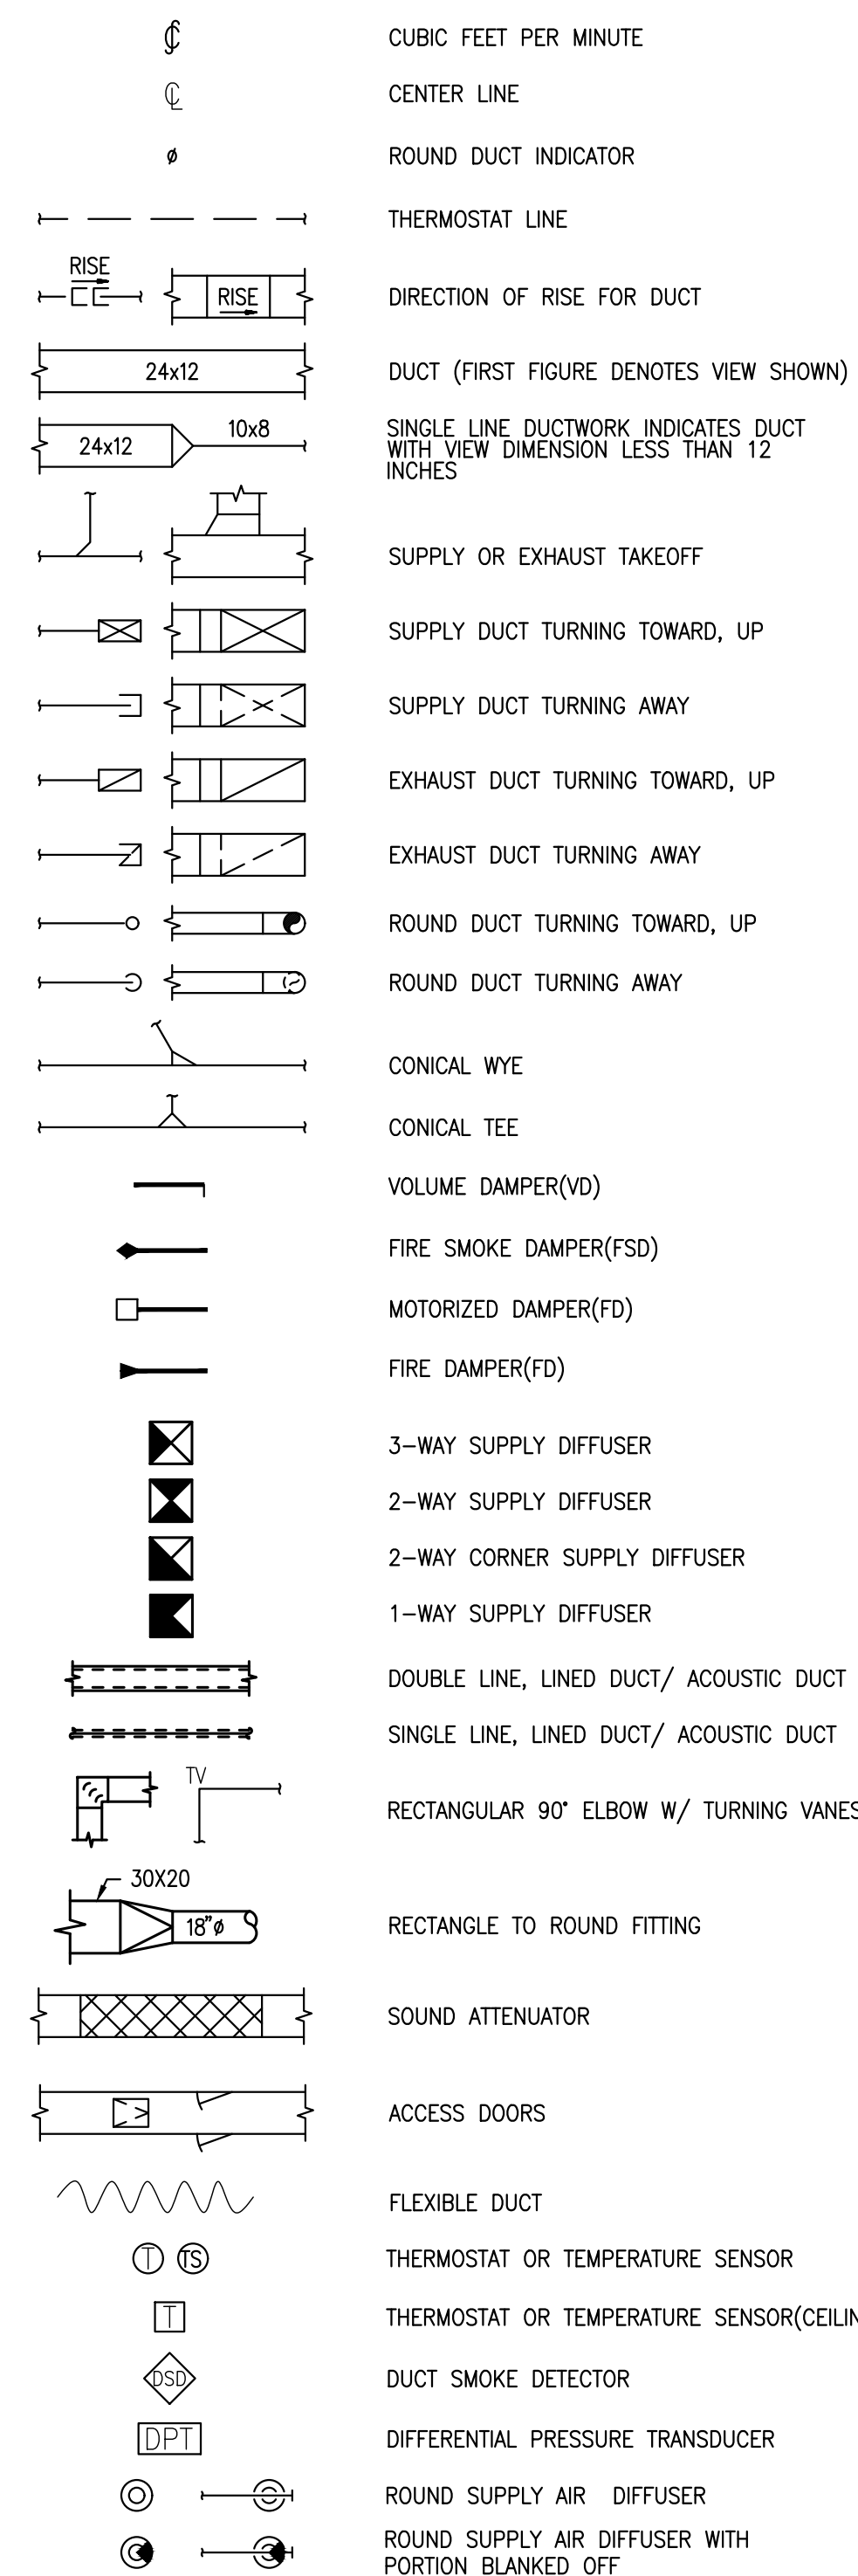 CUBIC FEET PER MINUTE
℄ CENTER LINE
ø ROUND DUCT INDICATOR
THERMOSTAT LINE
RISE
RISE
DIRECTION OF RISE FOR DUCT
24x12
DUCT (FIRST FIGURE DENOTES VIEW SHOWN)
10x8
24x12
SINGLE LINE DUCTWORK INDICATES DUCT
WITH VIEW DIMENSION LESS THAN 12
INCHES
SUPPLY OR EXHAUST TAKEOFF
SUPPLY DUCT TURNING TOWARD, UP
SUPPLY DUCT TURNING AWAY
EXHAUST DUCT TURNING TOWARD, UP
EXHAUST DUCT TURNING AWAY
ROUND DUCT TURNING TOWARD, UP
ROUND DUCT TURNING AWAY
CONICAL WYE
CONICAL TEE
VOLUME DAMPER(VD)
FIRE SMOKE DAMPER(FSD)
MOTORIZED DAMPER(FD)
FIRE DAMPER(FD)
3-WAY SUPPLY DIFFUSER
2-WAY SUPPLY DIFFUSER
2-WAY CORNER SUPPLY DIFFUSER
1-WAY SUPPLY DIFFUSER
DOUBLE LINE, LINED DUCT/ ACOUSTIC DUCT
SINGLE LINE, LINED DUCT/ ACOUSTIC DUCT
TV
RECTANGULAR 90° ELBOW W/ TURNING VANES
30X20
18"ø
RECTANGLE TO ROUND FITTING
SOUND ATTENUATOR
ACCESS DOORS
FLEXIBLE DUCT
T TS THERMOSTAT OR TEMPERATURE SENSOR
T THERMOSTAT OR TEMPERATURE SENSOR(CEILIN
DSD DUCT SMOKE DETECTOR
DPT DIFFERENTIAL PRESSURE TRANSDUCER
ROUND SUPPLY AIR DIFFUSER
ROUND SUPPLY AIR DIFFUSER WITH
PORTION BLANKED OFF